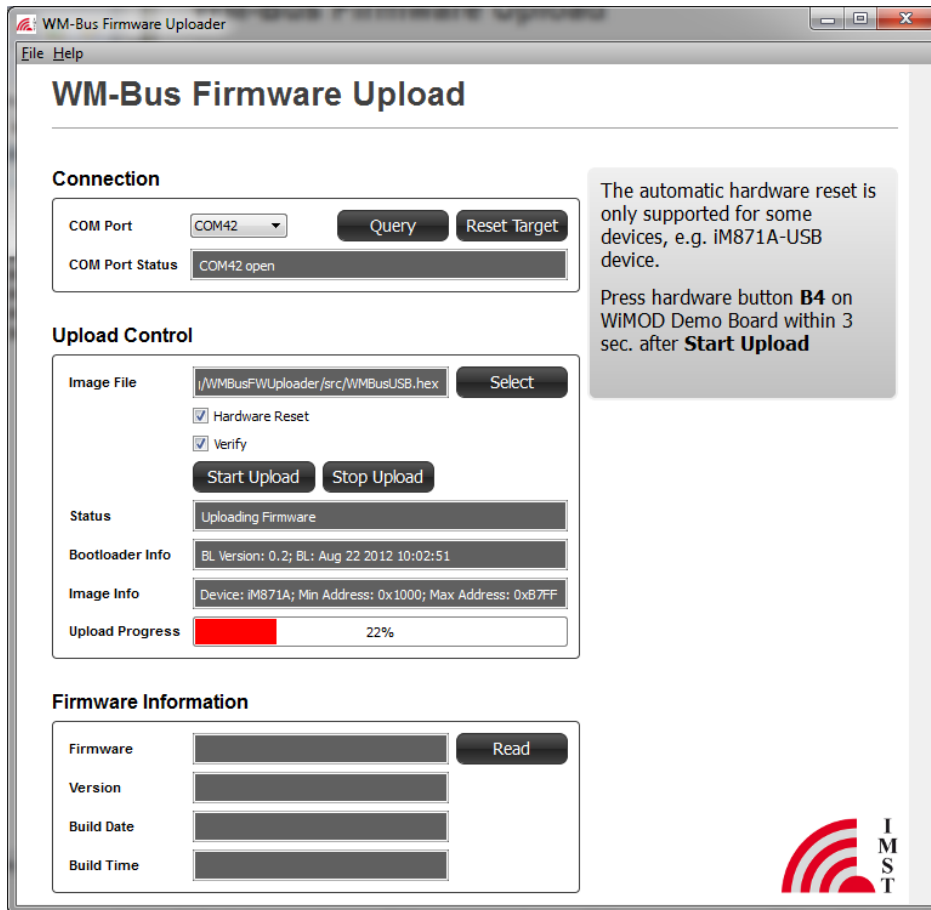 WM-Bus Firmware Uploader
File Help
WM-Bus Firmware Upload
Connection
COM Port COM42 Query Reset Target
COM Port Status COM42 open
The automatic hardware reset is
only supported for some
devices, e.g. iM871A-USB
device.
Press hardware button B4 on
WiMOD Demo Board within 3
sec. after Start Upload
Upload Control
Image File /WMBusFWUploader/src/WMBusUSB.hex Select
Hardware Reset
Verify
Start Upload Stop Upload
Status Uploading Firmware
Bootloader Info BL Version: 0.2; BL: Aug 22 2012 10:02:51
Image Info Device: iM871A; Min Address: 0x1000; Max Address: 0xB7FF
Upload Progress 22%
Firmware Information
Firmware Read
Version
Build Date
Build Time
IMST